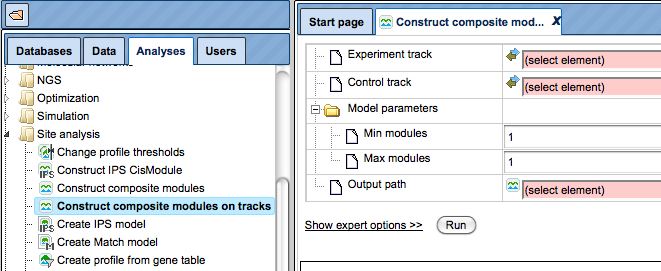 Databases Data Analyses Users
NGS
Optimization
Simulation
Site analysis
Change profile thresholds
IPS Construct IPS CisModule
Construct composite modules
Construct composite modules on tracks
IPS Create IPS model
M Create Match model
Create profile from gene table
Start page Construct composite mod... X
Experiment track (select element)
Control track (select element)
Model parameters
Min modules 1
Max modules 1
Output path (select element)
Show expert options >> Run